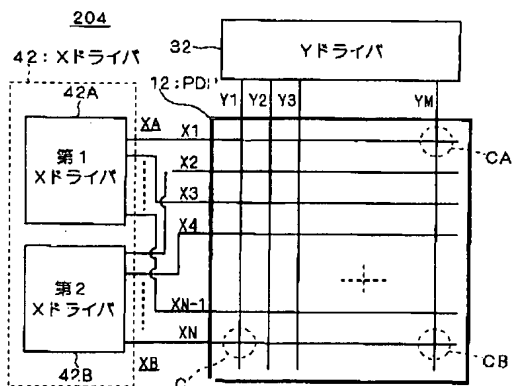 204
42:Xドライバ
42A
第1
Xドライバ
第2
Xドライバ
42B
XA
XB
32
Yドライバ
12:PDP
Y1
Y2
Y3
YM
X1
X2
X3
X4
XN-1
XN
CA
CB
C